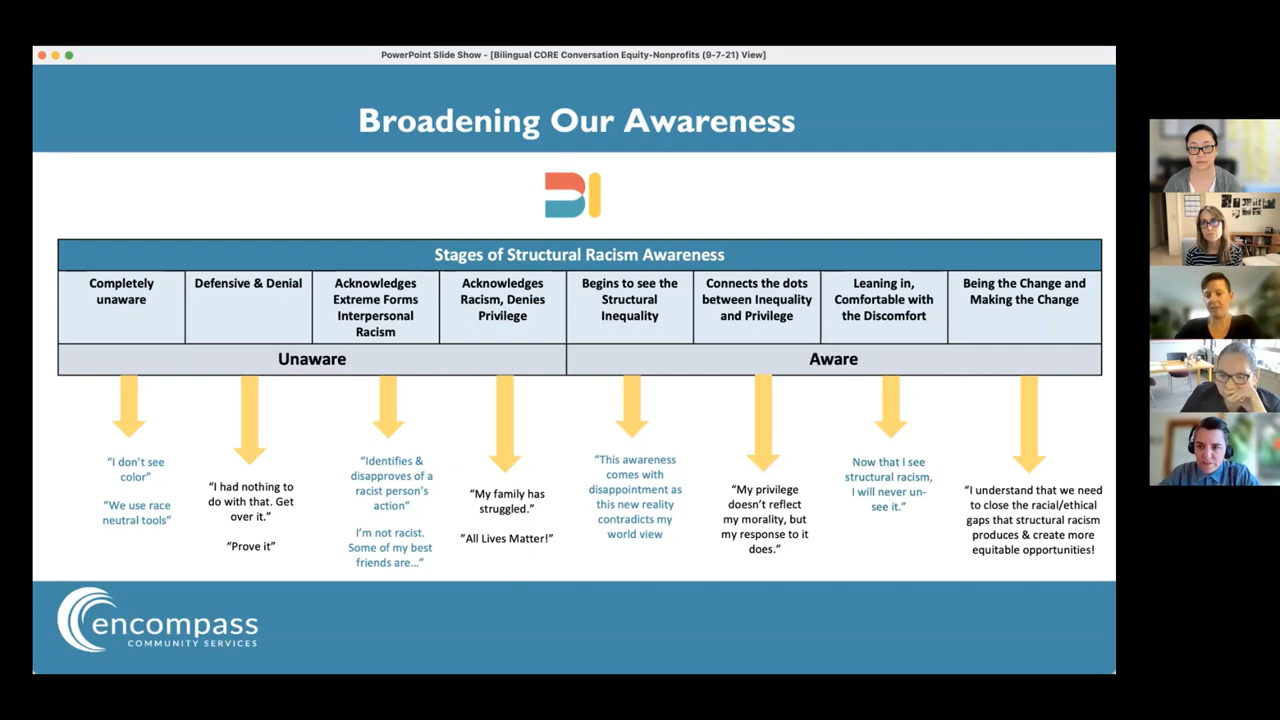 PowerPoint Slide Show - [Bilingual CORE Conversation Equity-Nonprofits (9-7-21) View]
Broadening Our Awareness
Stages of Structural Racism Awareness
Completely
unaware
Defensive & Denial
Acknowledges
Extreme Forms
Interpersonal
Racism
Acknowledges
Racism, Denies
Privilege
Begins to see the
Structural
Inequality
Connects the dots
between Inequality
and Privilege
Leaning in,
Comfortable with
the Discomfort
Being the Change and
Making the Change
Unaware
Aware
“I don’t see
color”
“We use race
neutral tools”
“I had nothing to
do with that. Get
over it.”
“Prove it”
“Identifies &
disapproves of a
racist person’s
action”
I’m not racist.
Some of my best
friends are…”
“My family has
struggled.”
”All Lives Matter!”
“This awareness
comes with
disappointment as
this new reality
contradicts my
world view
“My privilege
doesn’t reflect
my morality, but
my response to it
does.”
Now that I see
structural racism,
I will never un-
see it.”
“I understand that we need
to close the racial/ethical
gaps that structural racism
produces & create more
equitable opportunities!
encompass
COMMUNITY SERVICES